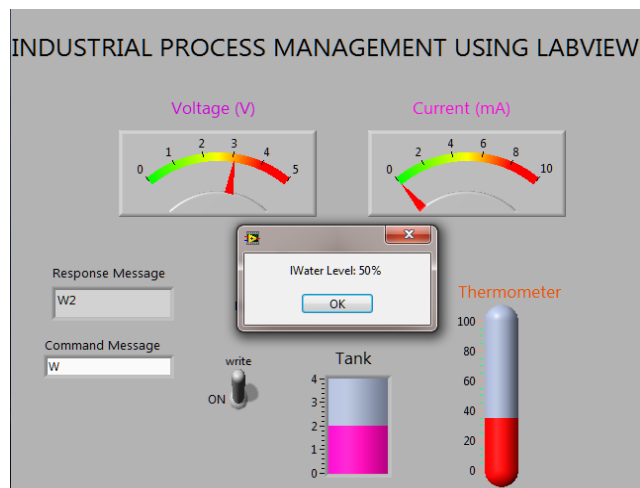 INDUSTRIAL PROCESS MANAGEMENT USING LABVIEW
Voltage (V)
Current (mA)
0 1 2 3 4 5
0 2 4 6 8 10
IWater Level: 50%
OK
Response Message
W2
Command Message
W
write
ON
Tank
4
3
2
1
0
Thermometer
100
80
60
40
20
0